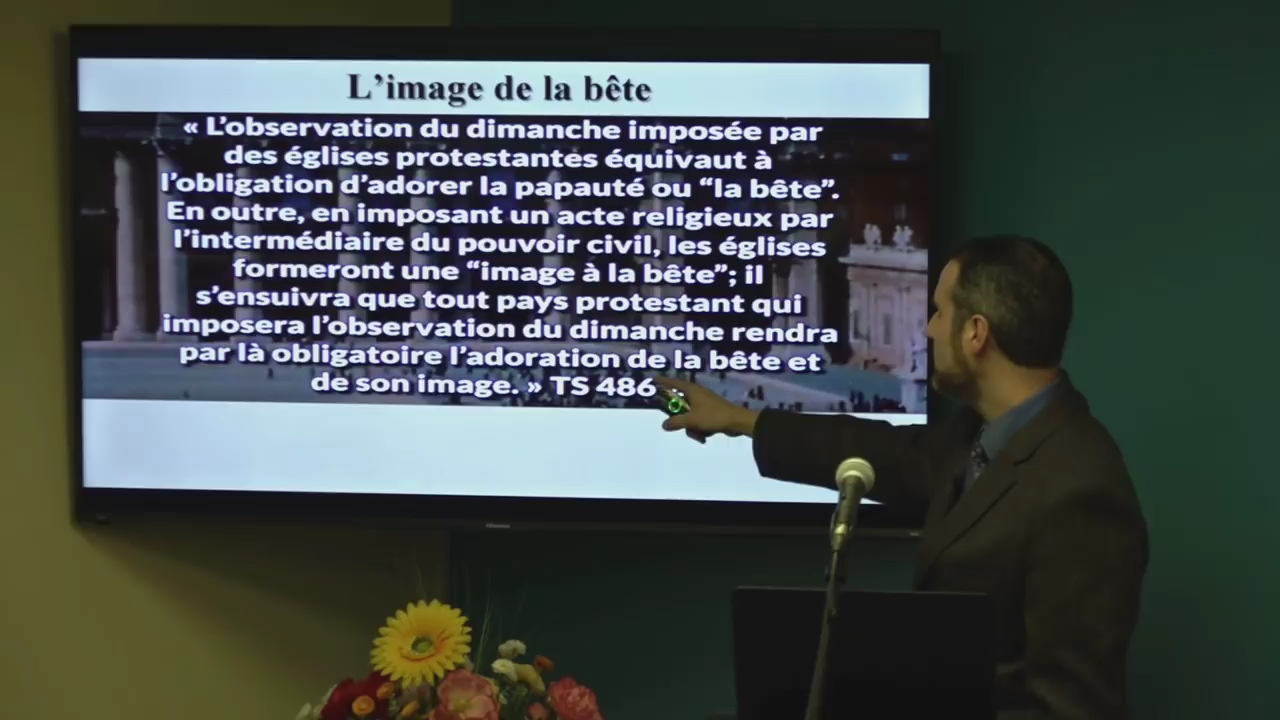 L’image de la bête
« L’observation du dimanche imposée par
des églises protestantes équivaut à
l’obligation d’adorer la papauté ou “la bête”.
En outre, en imposant un acte religieux par
l’intermédiaire du pouvoir civil, les églises
formeront une “image à la bête”; il
s’ensuivra que tout pays protestant qui
imposera l’observation du dimanche rendra
par là obligatoire l’adoration de la bête et
de son image. » TS 486